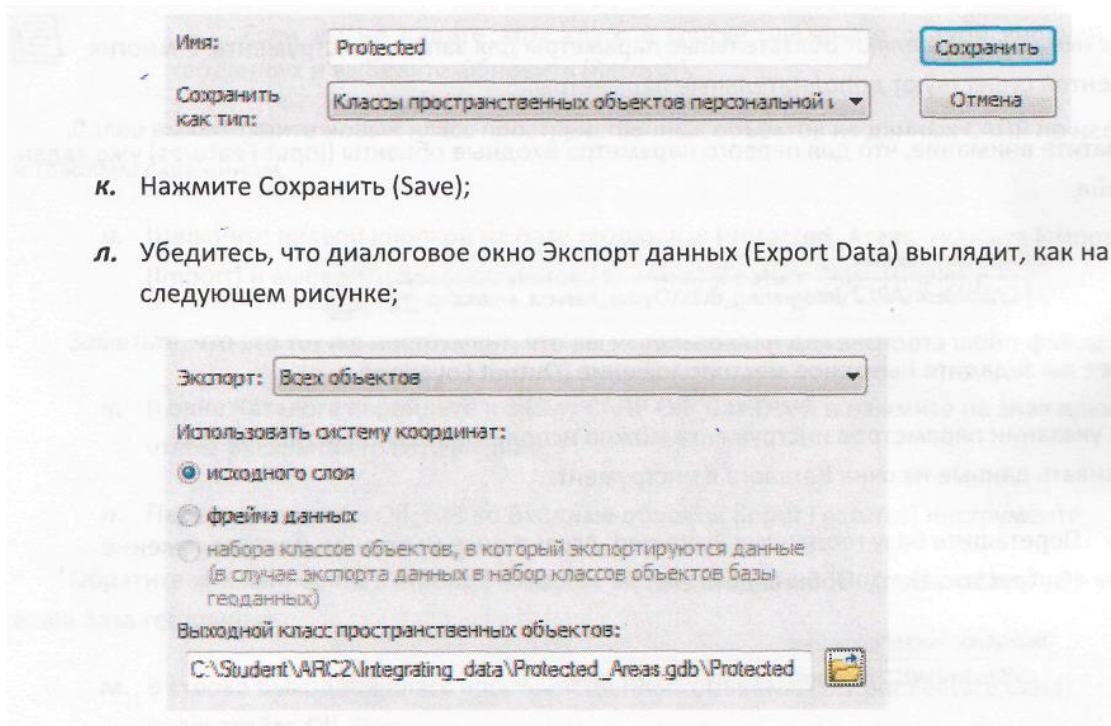 Имя: Protected Сохранить
Сохранить как тип: Классы пространственных объектов персональной и Отмена
к. Нажмите Сохранить (Save);
л. Убедитесь, что диалоговое окно Экспорт данных (Export Data) выглядит, как на
следующем рисунке;
Экспорт: Всех объектов
Использовать систему координат:
исходного слоя
фрейма данных
набора классов объектов, в который экспортируются данные
(в случае экспорта данных в набор классов объектов базы
геоданных)
Выходной класс пространственных объектов:
C:\Student\ARC2\Integrating_data\Protected_Areas.gdb\Protected